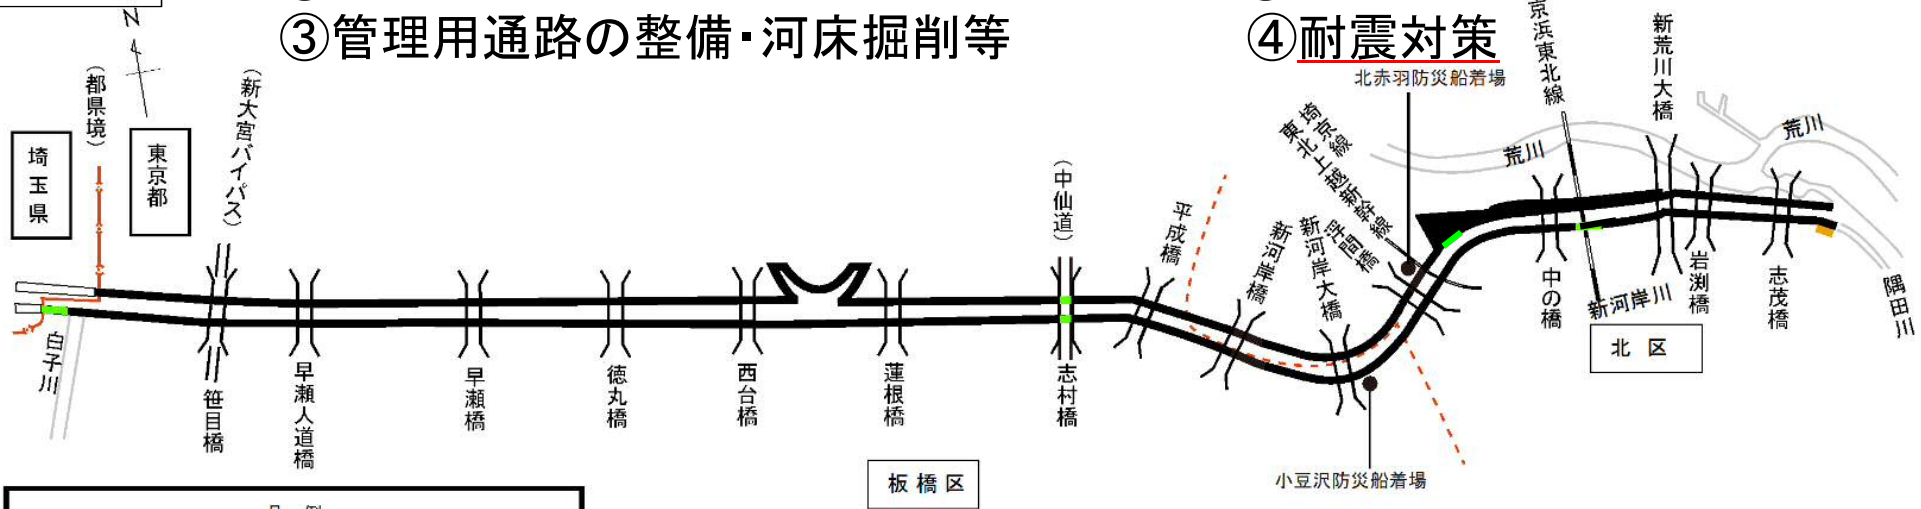 ③管理用通路の整備・河床掘削等
④耐震対策
N
(都県境)
埼玉県
東京都
(新大宮バイパス)
(中仙道)
平成橋
新河岸橋
新河岸大橋
浮間橋
埼京線
東北上越新幹線
北赤羽防災船着場
京浜東北線
新荒川大橋
荒川
荒川
白子川
笹目橋
早瀬人道橋
早瀬橋
徳丸橋
西台橋
蓮根橋
志村橋
中の橋
新河岸川
岩渕橋
志茂橋
隅田川
北区
板橋区
小豆沢防災船着場